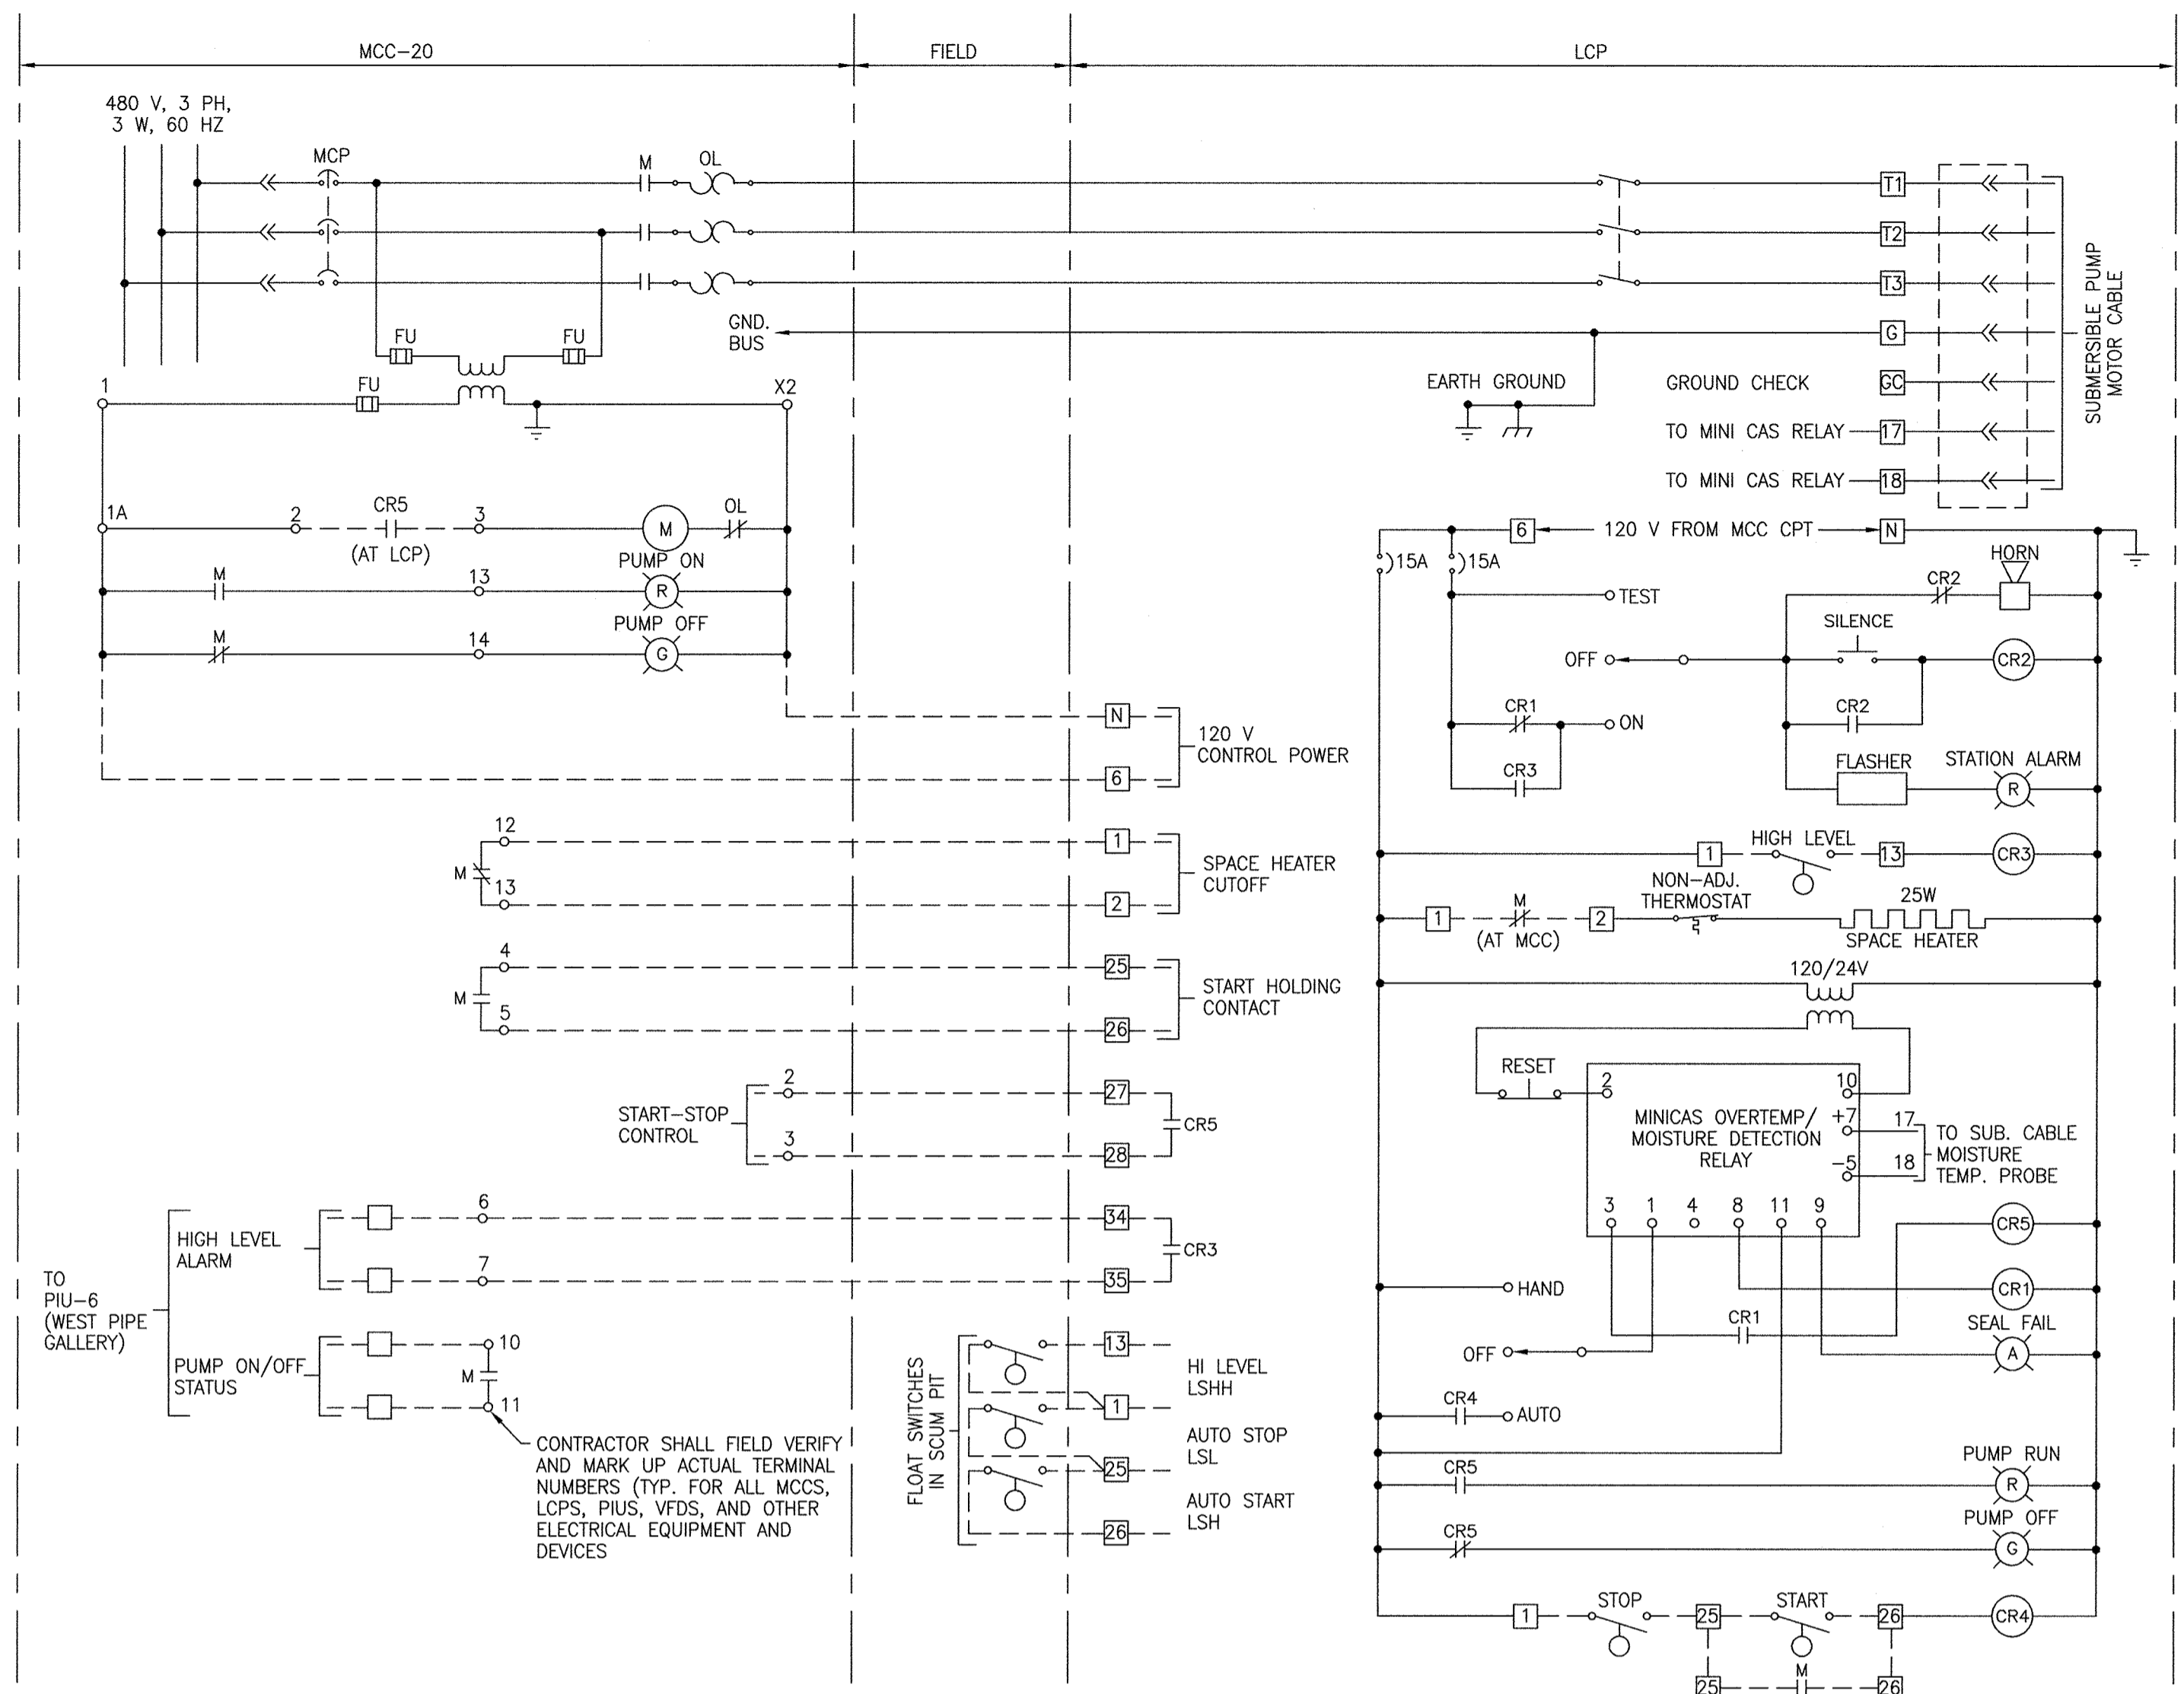 MCC-20
FIELD
LCP
480 V, 3 PH,
3 W, 60 HZ
MCP
M
OL
T1
T2
T3
GND.
BUS
G
FU
FU
FU
1
X2
EARTH GROUND
GROUND CHECK
GC
TO MINI CAS RELAY
17
TO MINI CAS RELAY
18
SUBMERSIBLE PUMP
MOTOR CABLE
1A
2
CR5
(AT LCP)
3
M
OL
PUMP ON
M
13
R
PUMP OFF
M
14
G
N
6
120 V
CONTROL POWER
12
M
13
1
2
SPACE HEATER
CUTOFF
4
M
5
25
26
START HOLDING
CONTACT
START-STOP
CONTROL
2
3
27
28
CR5
TO
PIU-6
(WEST PIPE
GALLERY)
HIGH LEVEL
ALARM
6
7
34
35
CR3
PUMP ON/OFF
STATUS
10
M
11
CONTRACTOR SHALL FIELD VERIFY
AND MARK UP ACTUAL TERMINAL
NUMBERS (TYP. FOR ALL MCCS,
LCPS, PIUS, VFDS, AND OTHER
ELECTRICAL EQUIPMENT AND
DEVICES
FLOAT SWITCHES
IN SCUM PIT
13
HI LEVEL
LSHH
1
AUTO STOP
LSL
25
AUTO START
LSH
26
6
120 V FROM MCC CPT
N
15A
15A
TEST
CR2
HORN
SILENCE
OFF
CR2
CR1
ON
CR2
CR3
FLASHER
STATION ALARM
R
1
HIGH LEVEL
13
CR3
1
M
(AT MCC)
2
NON-ADJ.
THERMOSTAT
25W
SPACE HEATER
120/24V
RESET
2
10
MINICAS OVERTEMP/
MOISTURE DETECTION
RELAY
+7
17
-5
18
TO SUB. CABLE
MOISTURE
TEMP. PROBE
3
1
4
8
11
9
CR5
HAND
CR1
CR1
SEAL FAIL
OFF
A
CR4
AUTO
CR5
PUMP RUN
R
CR5
PUMP OFF
G
1
STOP
25
START
26
CR4
25
M
26